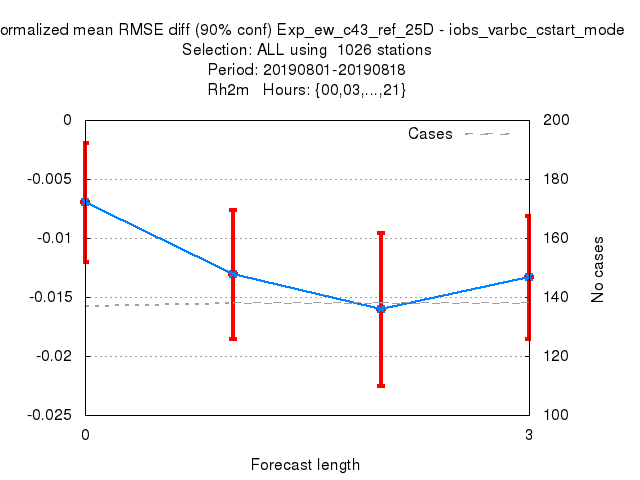 ormalized mean RMSE diff (90% conf) Exp_ew_c43_ref_25D - iobs_varbc_cstart_mode
Selection: ALL using 1026 stations
Period: 20190801-20190818
Rh2m Hours: {00,03,...,21}
0 200
Cases
-0.005 180
-0.01 160
No cases
-0.015 140
-0.02 120
-0.025 100
0 3
Forecast length